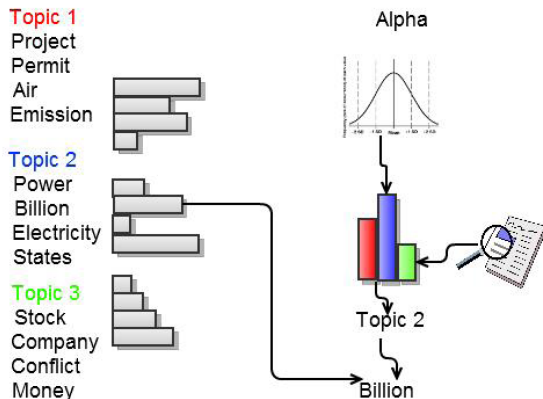 Topic 1
Project
Permit
Air
Emission
Topic 2
Power
Billion
Electricity
States
Topic 3
Stock
Company
Conflict
Money
Alpha
Topic 2
Billion